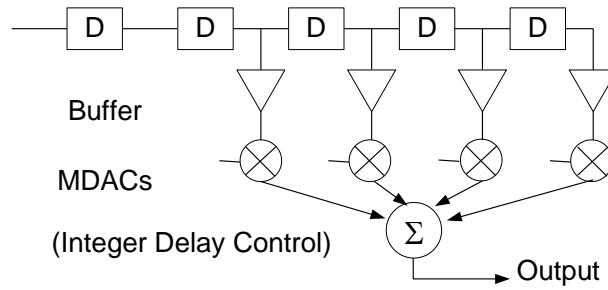 D D D D D
Buffer
MDACs
(Integer Delay Control)
Σ
Output